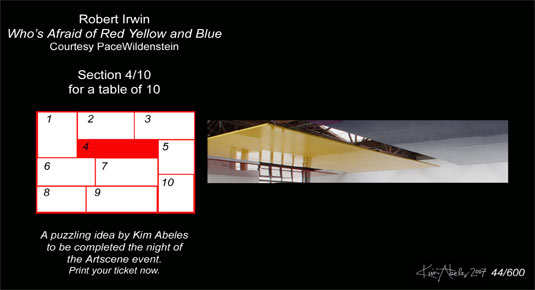 Robert Irwin
Who's Afraid of Red Yellow and Blue
Courtesy PaceWildenstein
Section 4/10
for a table of 10
1 2 3
4 5
6 7
10
8 9
A puzzling idea by Kim Abeles
to be completed the night of
the Artscene event.
Print your ticket now.
Kim Abeles 2007 44/600